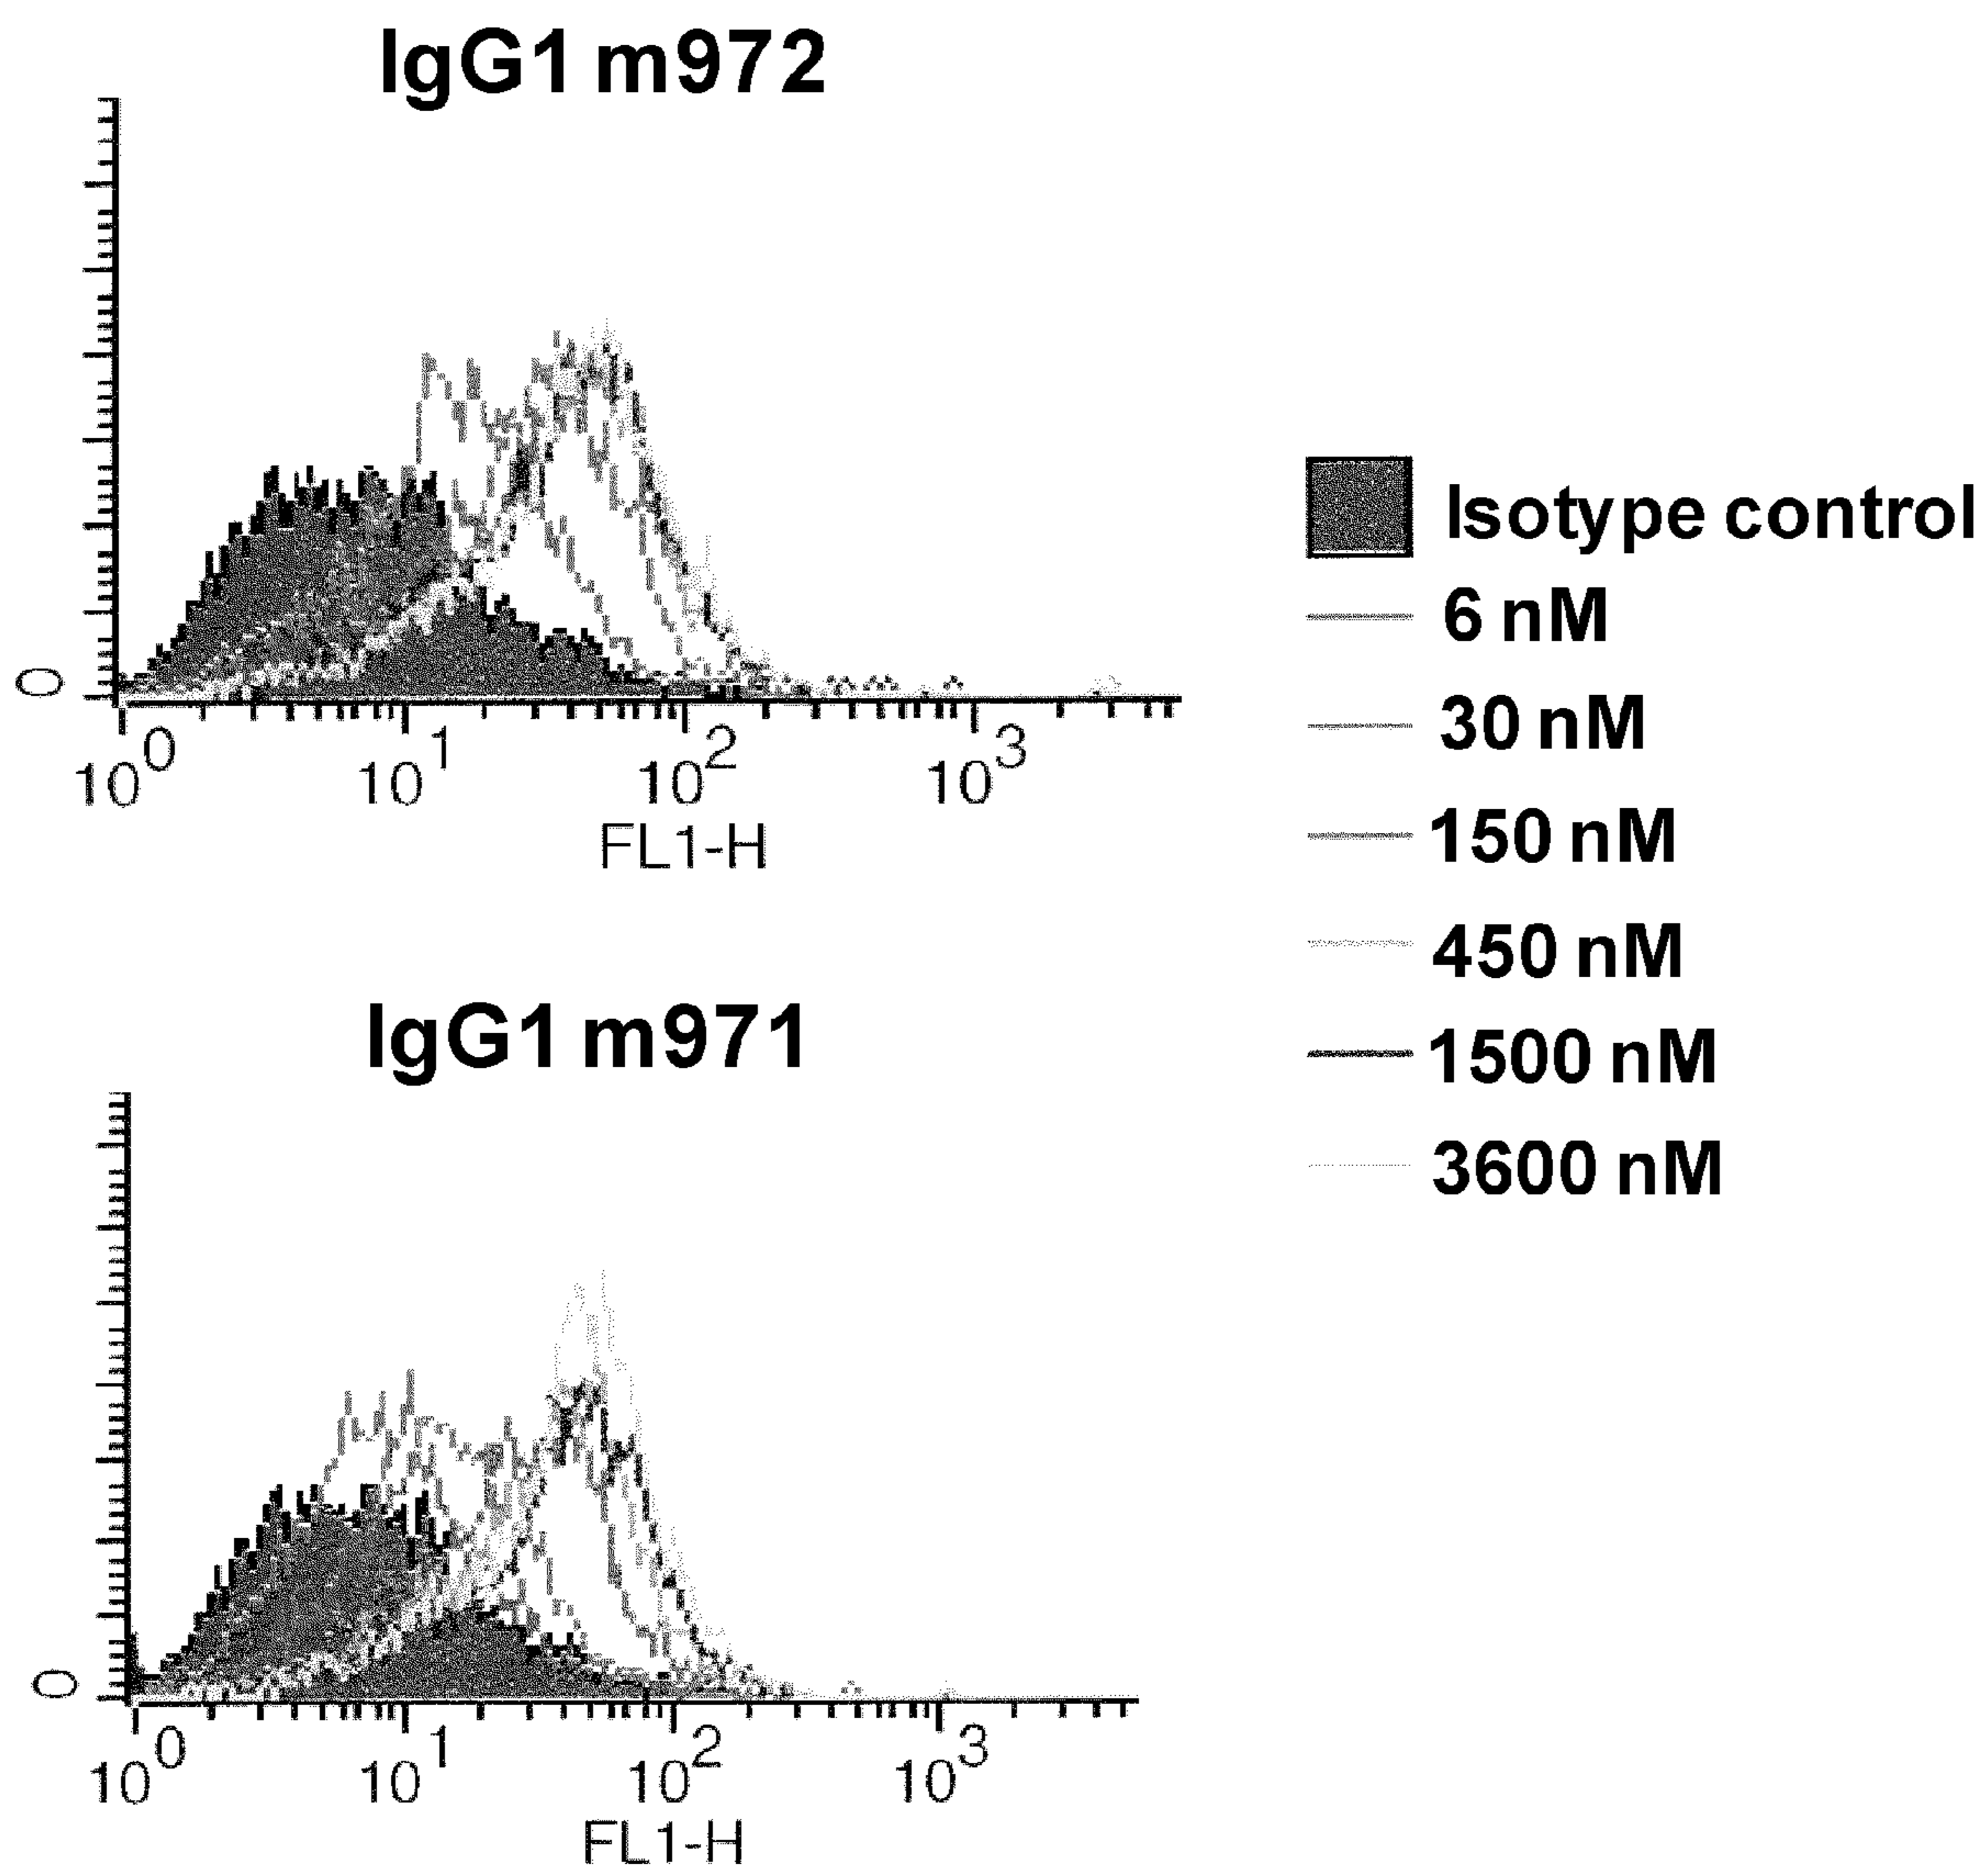 IgG1 m972
0
10^0 10^1 10^2 10^3
FL1-H
Isotype control
6 nM
30 nM
150 nM
450 nM
1500 nM
3600 nM
IgG1 m971
0
10^0 10^1 10^2 10^3
FL1-H